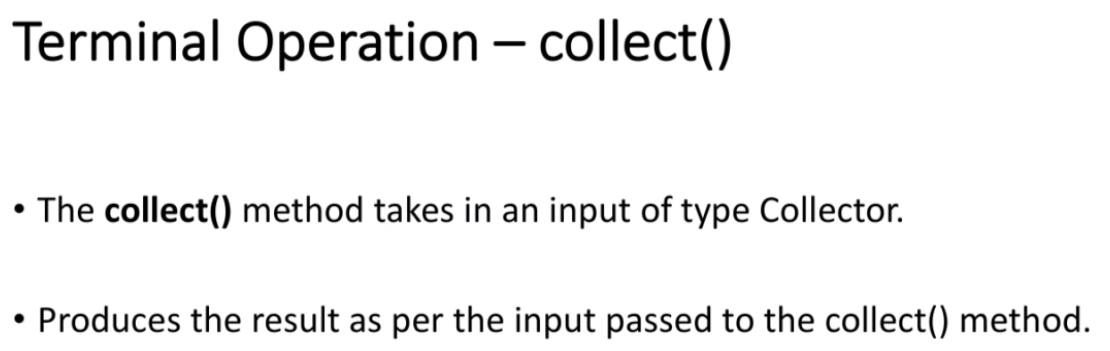 Terminal Operation – collect()
• The collect() method takes in an input of type Collector.
• Produces the result as per the input passed to the collect() method.